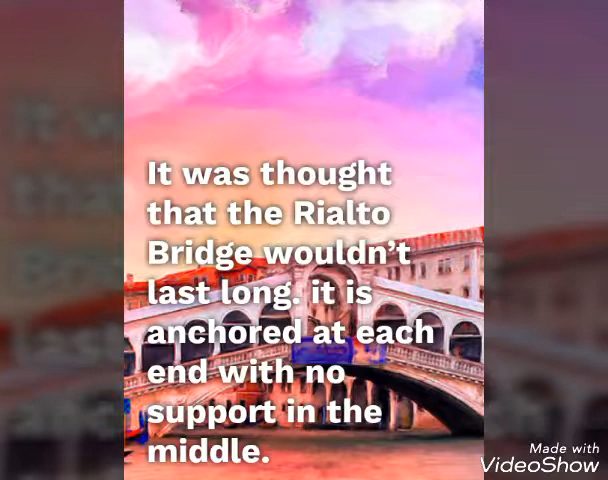 It was thought
that the Rialto
Bridge wouldn’t
last long. it is
anchored at each
end with no
support in the
middle.
Made with
VideoShow